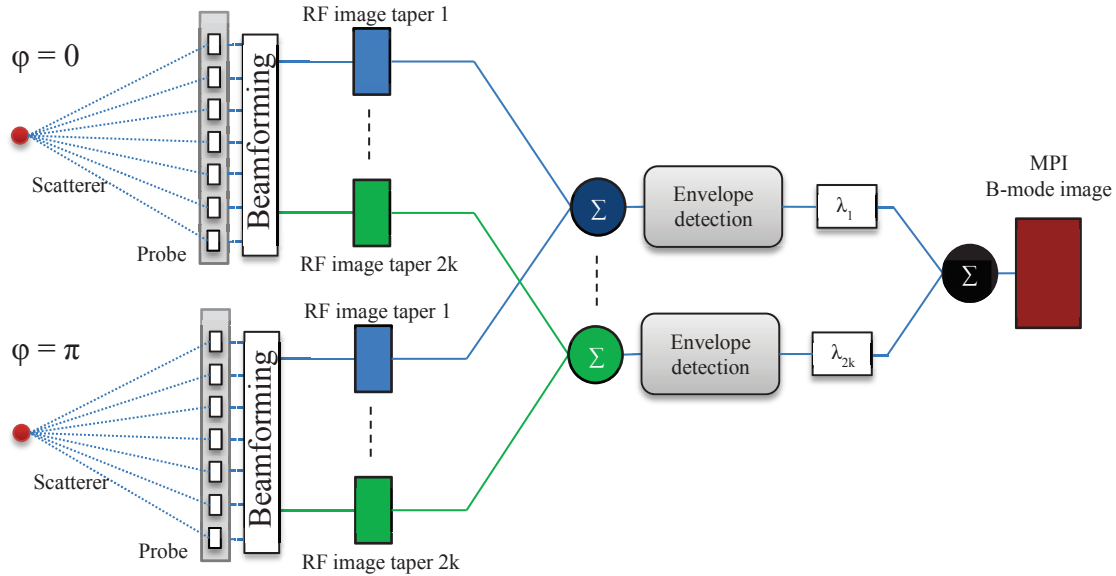 RF image taper 1
φ = 0
Beamforming
Scatterer
Probe
RF image taper 2k
RF image taper 1
φ = π
Beamforming
Scatterer
Probe
RF image taper 2k
Σ
Envelope
detection
λ1
Σ
Envelope
detection
λ2k
Σ
MPI
B-mode image